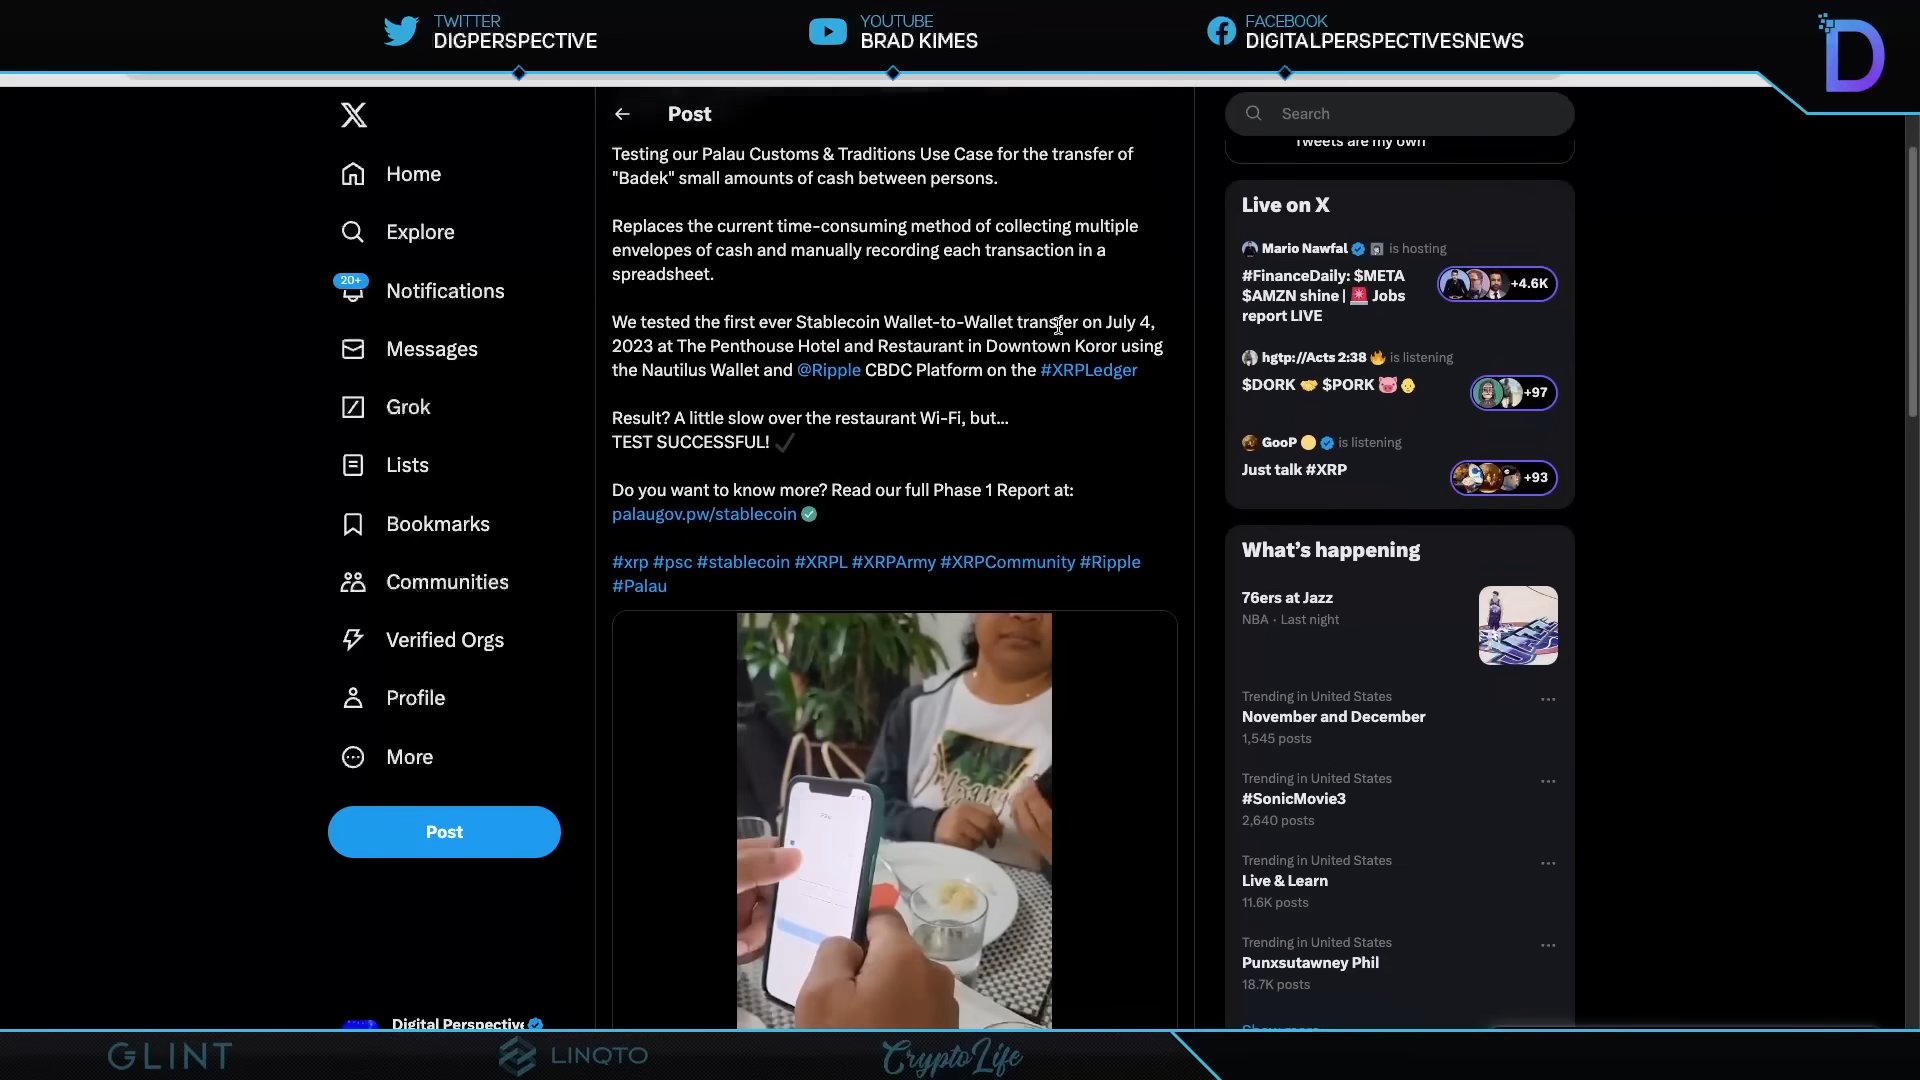 TWITTER
DIGPERSPECTIVE
YOUTUBE
BRAD KIMES
FACEBOOK
DIGITALPERSPECTIVESNEWS
D
X
Home
Explore
20+
Notifications
Messages
Grok
Lists
Bookmarks
Communities
Verified Orgs
Profile
More
Post
Digital Perspective
Post
Testing our Palau Customs & Traditions Use Case for the transfer of
"Badek" small amounts of cash between persons.
Replaces the current time-consuming method of collecting multiple
envelopes of cash and manually recording each transaction in a
spreadsheet.
We tested the first ever Stablecoin Wallet-to-Wallet transfer on July 4,
2023 at The Penthouse Hotel and Restaurant in Downtown Koror using
the Nautilus Wallet and @Ripple CBDC Platform on the #XRPLedger
Result? A little slow over the restaurant Wi-Fi, but...
TEST SUCCESSFUL! ✔
Do you want to know more? Read our full Phase 1 Report at:
palaugov.pw/stablecoin
#xrp #psc #stablecoin #XRPL #XRPArmy #XRPCommunity #Ripple
#Palau
Search
Tweets are my own
Live on X
Mario Nawfal is hosting
#FinanceDaily: $META
$AMZN shine | 🚨 Jobs
report LIVE
+4.6K
hgtp://Acts 2:38 🔥 is listening
$DORK 🤝 $PORK 🐷
+97
GooP 🟡 is listening
Just talk #XRP
+93
What's happening
76ers at Jazz
NBA · Last night
Trending in United States
November and December
1,545 posts
Trending in United States
#SonicMovie3
2,640 posts
Trending in United States
Live & Learn
11.6K posts
Trending in United States
Punxsutawney Phil
18.7K posts
Show more
GLINT
LINQTO
CryptoLife